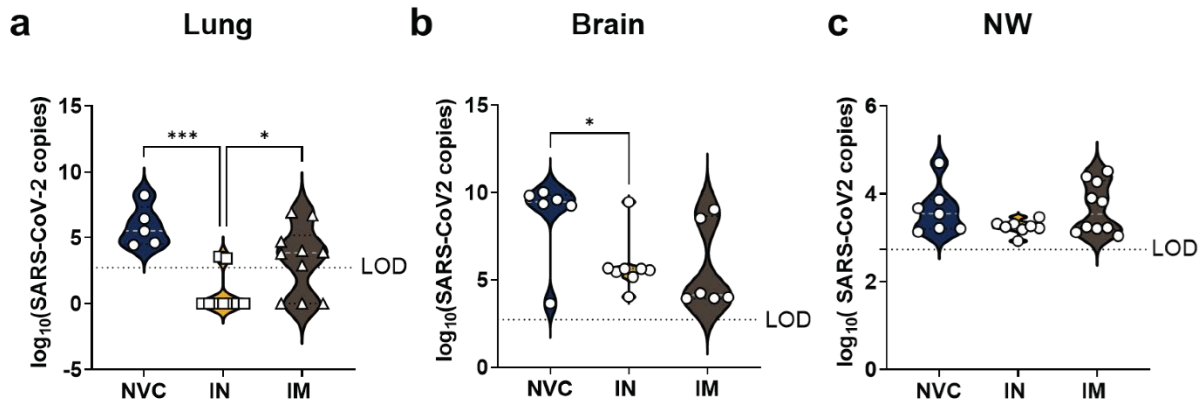 a Lung
log10(SARS-CoV-2 copies)
15
10
5
0
-5
***
*
LOD
NVC IN IM
b Brain
log10(SARS-CoV2 copies)
15
10
5
0
*
LOD
NVC IN IM
c NW
log10( SARS-CoV2 copies)
6
4
2
0
LOD
NVC IN IM